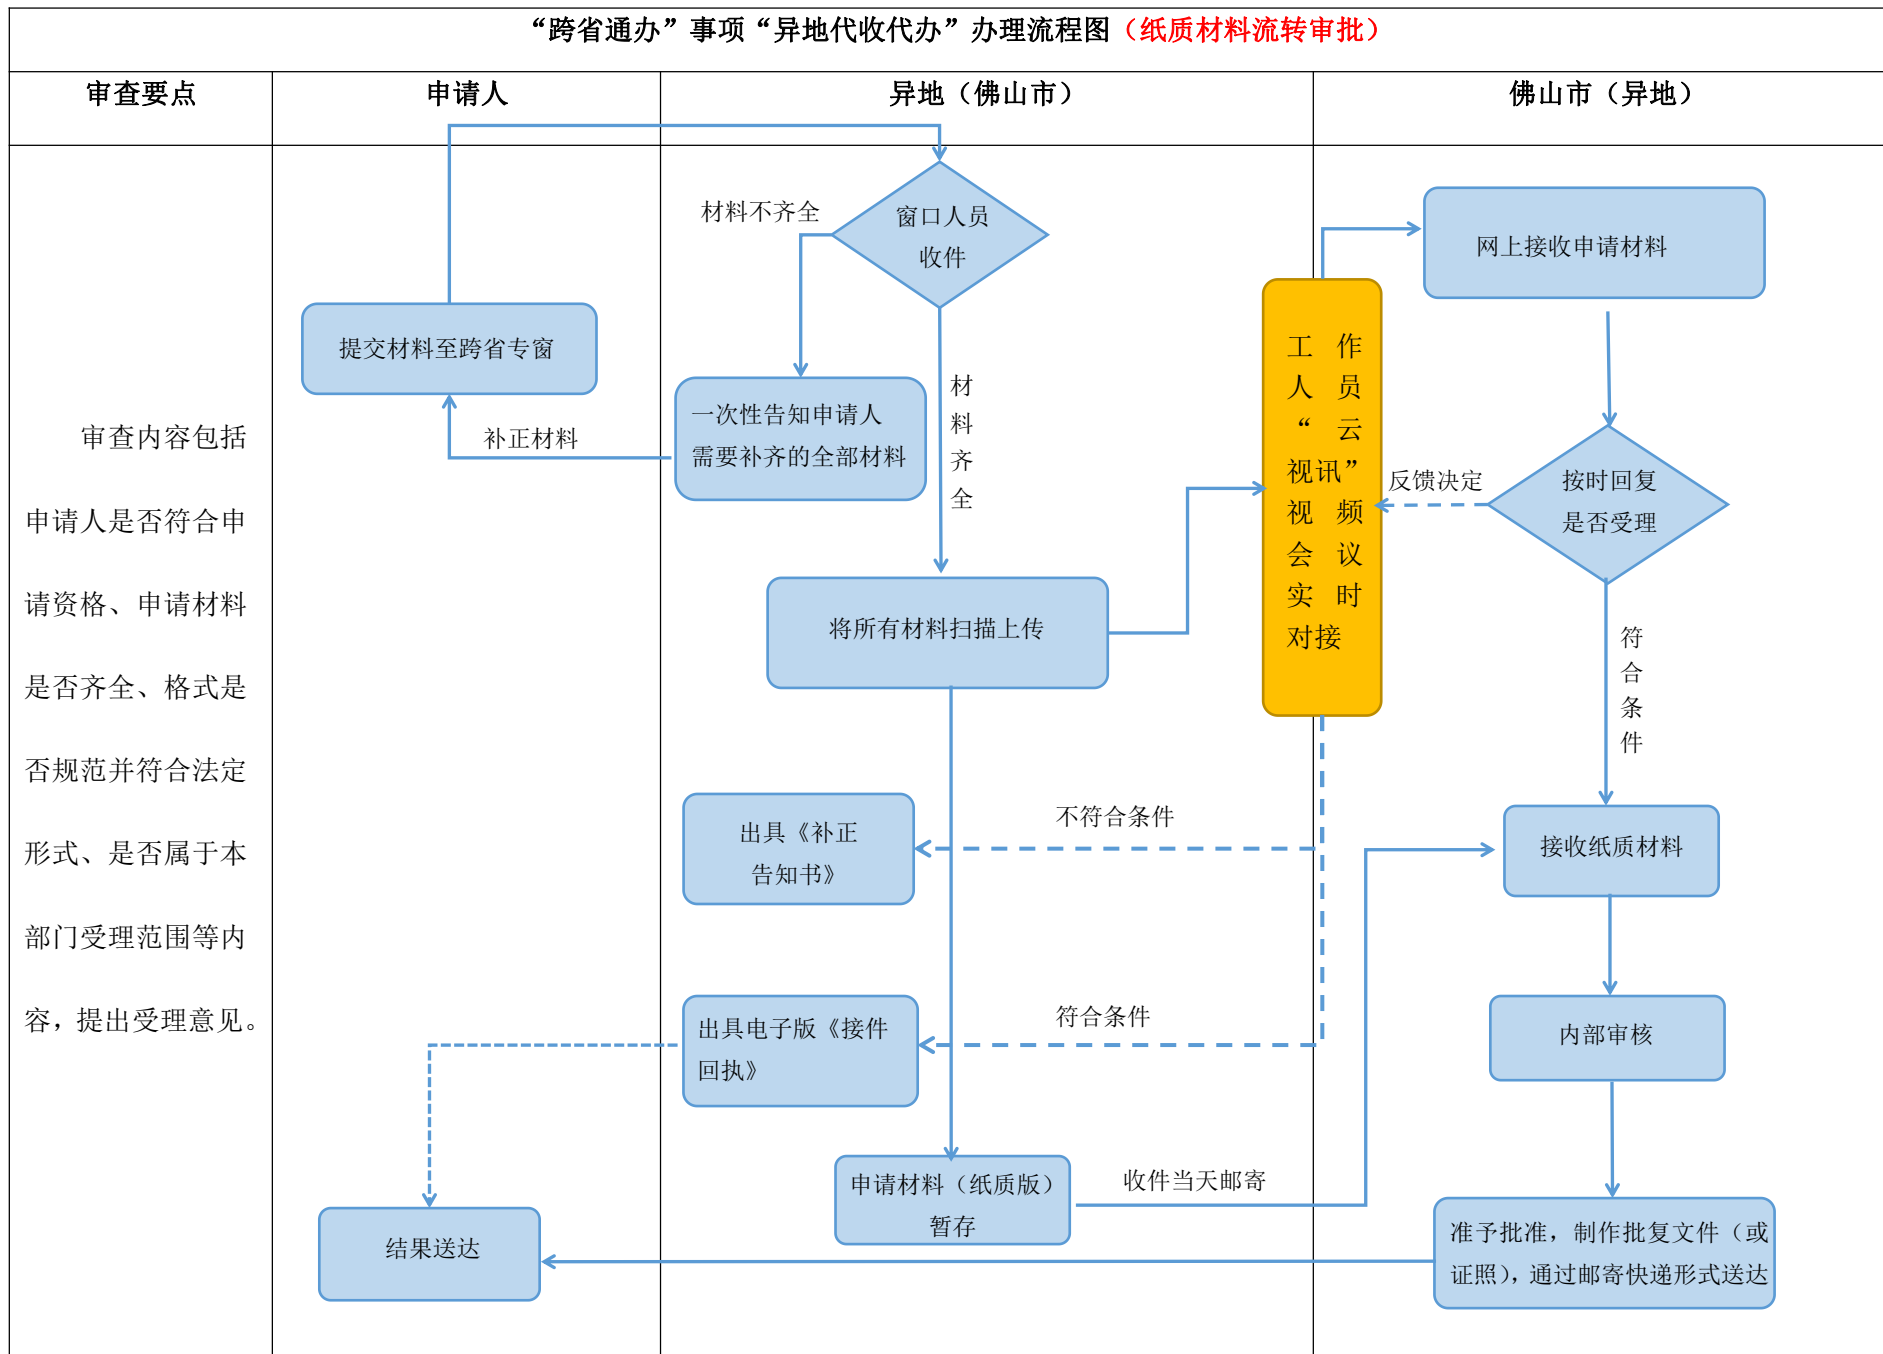 “跨省通办”事项“异地代收代办”办理流程图（纸质材料流转审批）
审查要点
申请人
异地（佛山市）
佛山市（异地）
审查内容包括
申请人是否符合申
请资格、申请材料
是否齐全、格式是
否规范并符合法定
形式、是否属于本
部门受理范围等内
容，提出受理意见。
提交材料至跨省专窗
补正材料
结果送达
材料不齐全
窗口人员
收件
一次性告知申请人
需要补齐的全部材料
材
料
齐
全
将所有材料扫描上传
不符合条件
出具《补正
告知书》
符合条件
出具电子版《接件
回执》
申请材料（纸质版）
暂存
收件当天邮寄
工 作
人 员
“ 云
视讯”
视 频
会 议
实 时
对接
网上接收申请材料
反馈决定
按时回复
是否受理
符
合
条
件
接收纸质材料
内部审核
准予批准，制作批复文件（或
证照），通过邮寄快递形式送达